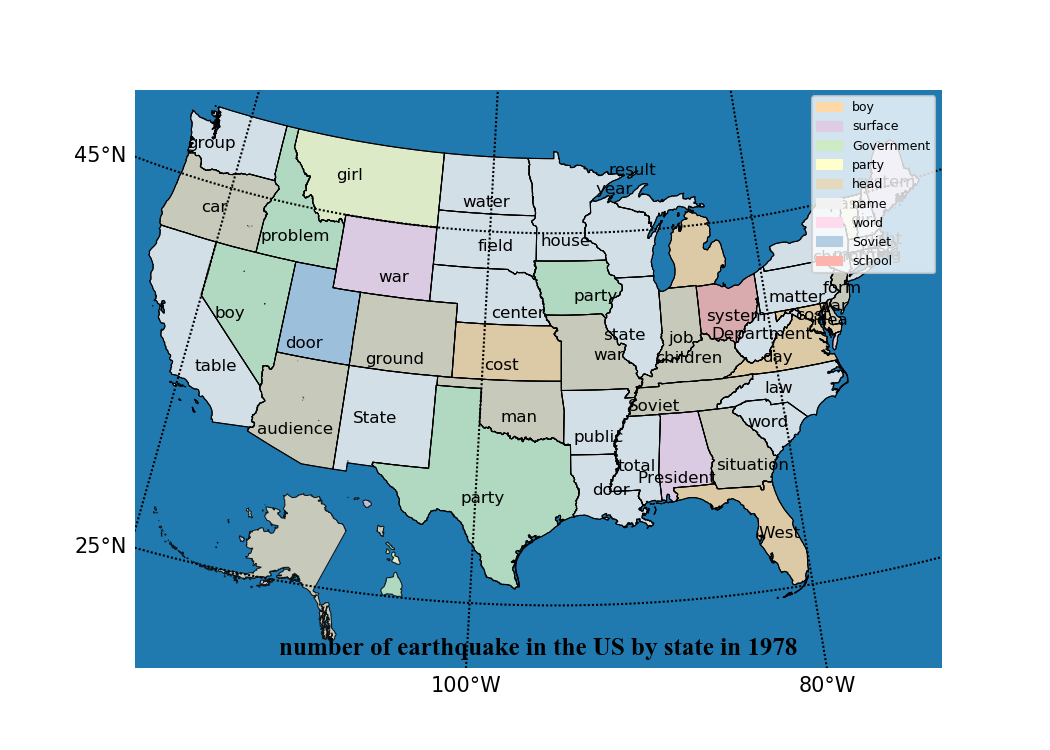 boy
surface
Government
party
head
name
word
Soviet
school
45°N
group
result
girl
year
water
car
problem
house
field
war
form
party
matter
center
boy
system
cost
idea
state
Department
job
door
war
children
day
ground
cost
table
law
Soviet
man
State
word
audience
public
total
situation
President
door
party
West
25°N
number of earthquake in the US by state in 1978
100°W
80°W